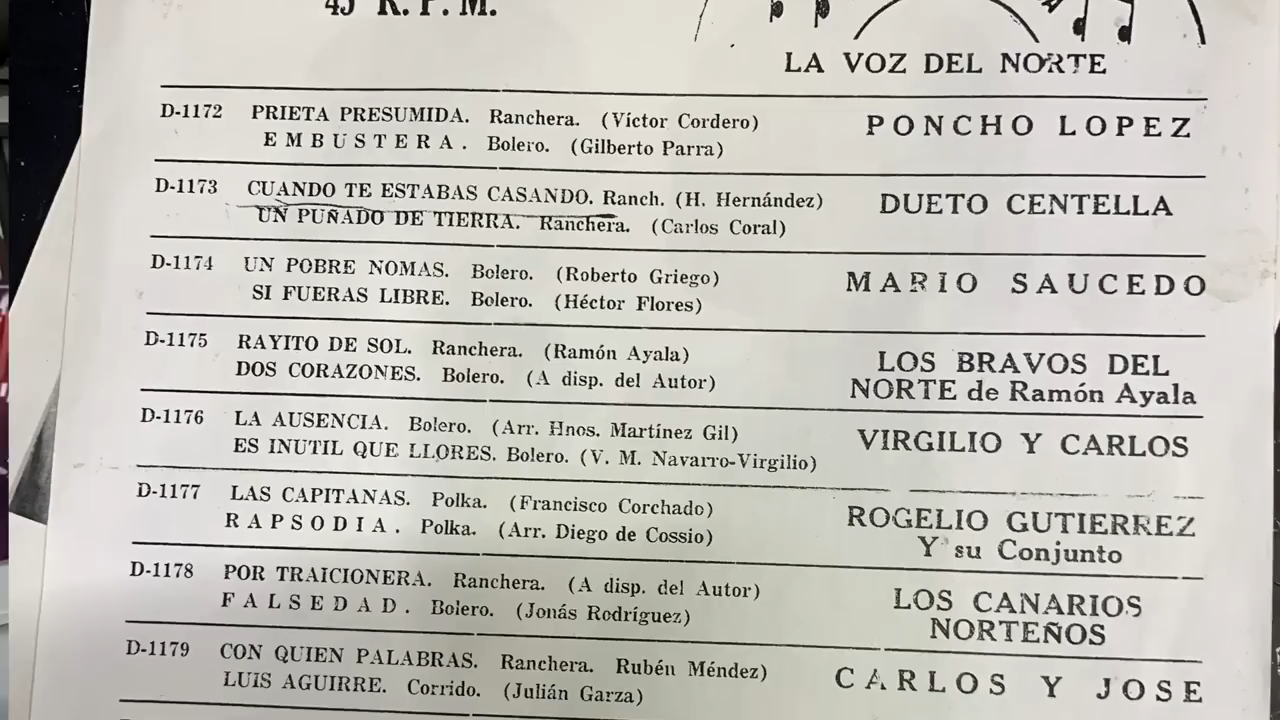 45 R. P. M.
LA VOZ DEL NORTE
D-1172 PRIETA PRESUMIDA. Ranchera. (Víctor Cordero)
EMBUSTERA. Bolero. (Gilberto Parra)
PONCHO LOPEZ
D-1173 CUANDO TE ESTABAS CASANDO. Ranch. (H. Hernández)
UN PUÑADO DE TIERRA. Ranchera. (Carlos Coral)
DUETO CENTELLA
D-1174 UN POBRE NOMAS. Bolero. (Roberto Griego)
SI FUERAS LIBRE. Bolero. (Héctor Flores)
MARIO SAUCEDO
D-1175 RAYITO DE SOL. Ranchera. (Ramón Ayala)
DOS CORAZONES. Bolero. (A disp. del Autor)
LOS BRAVOS DEL
NORTE de Ramón Ayala
D-1176 LA AUSENCIA. Bolero. (Arr. Hnos. Martínez Gil)
ES INUTIL QUE LLORES. Bolero. (V. M. Navarro-Virgilio)
VIRGILIO Y CARLOS
D-1177 LAS CAPITANAS. Polka. (Francisco Corchado)
RAPSODIA. Polka. (Arr. Diego de Cossio)
ROGELIO GUTIERREZ
Y su Conjunto
D-1178 POR TRAICIONERA. Ranchera. (A disp. del Autor)
FALSEDAD. Bolero. (Jonás Rodríguez)
LOS CANARIOS
NORTEÑOS
D-1179 CON QUIEN PALABRAS. Ranchera. Rubén Méndez)
LUIS AGUIRRE. Corrido. (Julián Garza)
CARLOS Y JOSE